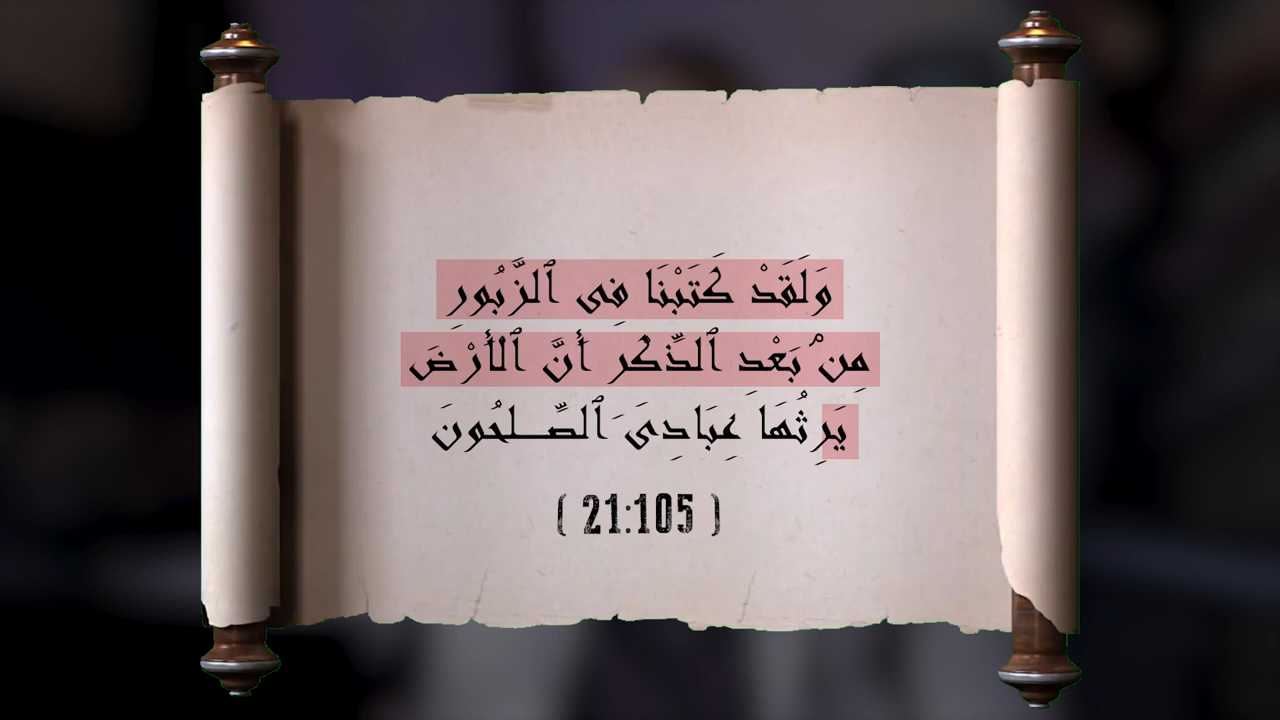 وَلَقَدْ كَتَبْنَا فِى ٱلزَّبُورِ
مِنۢ بَعْدِ ٱلذِّكْرِ أَنَّ ٱلْأَرْضَ
يَرِثُهَا عِبَادِىَ ٱلصَّـٰلِحُونَ
( 21:105 )